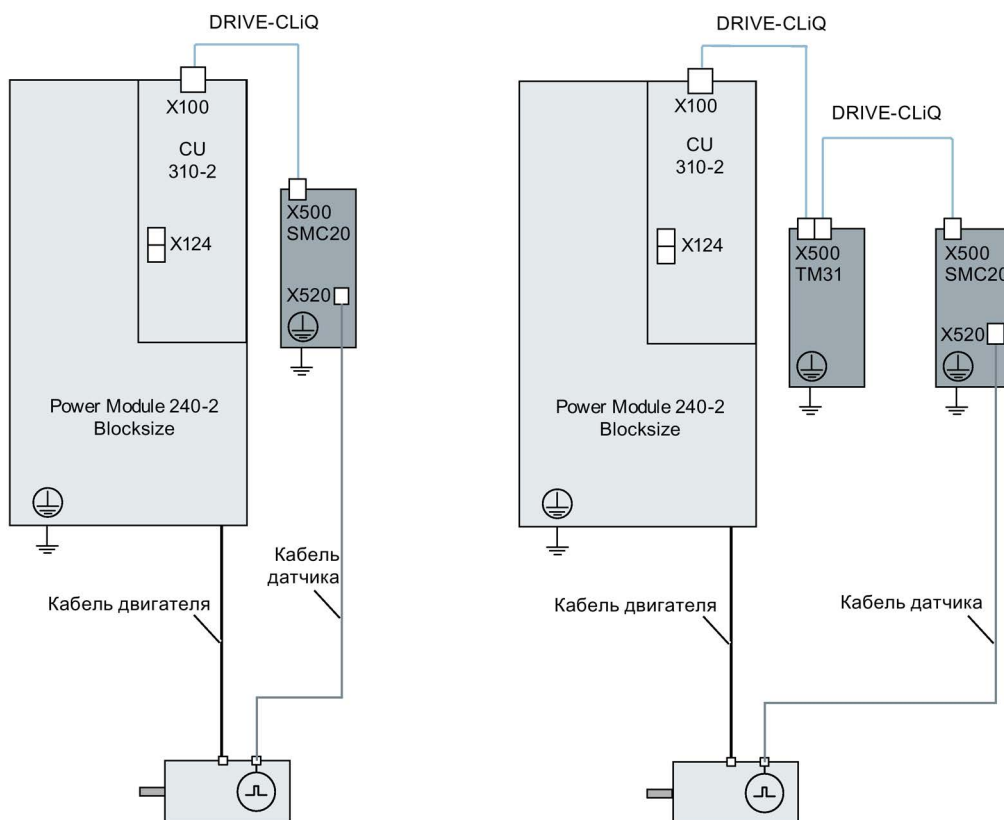 DRIVE-CLiQ
X100
CU
310-2
X124
X500
SMC20
X520
Power Module 240-2
Blocksize
Кабель
датчика
Кабель двигателя
DRIVE-CLiQ
DRIVE-CLiQ
X100
CU
310-2
X124
X500
TM31
X500
SMC20
X520
Power Module 240-2
Blocksize
Кабель двигателя
Кабель датчика